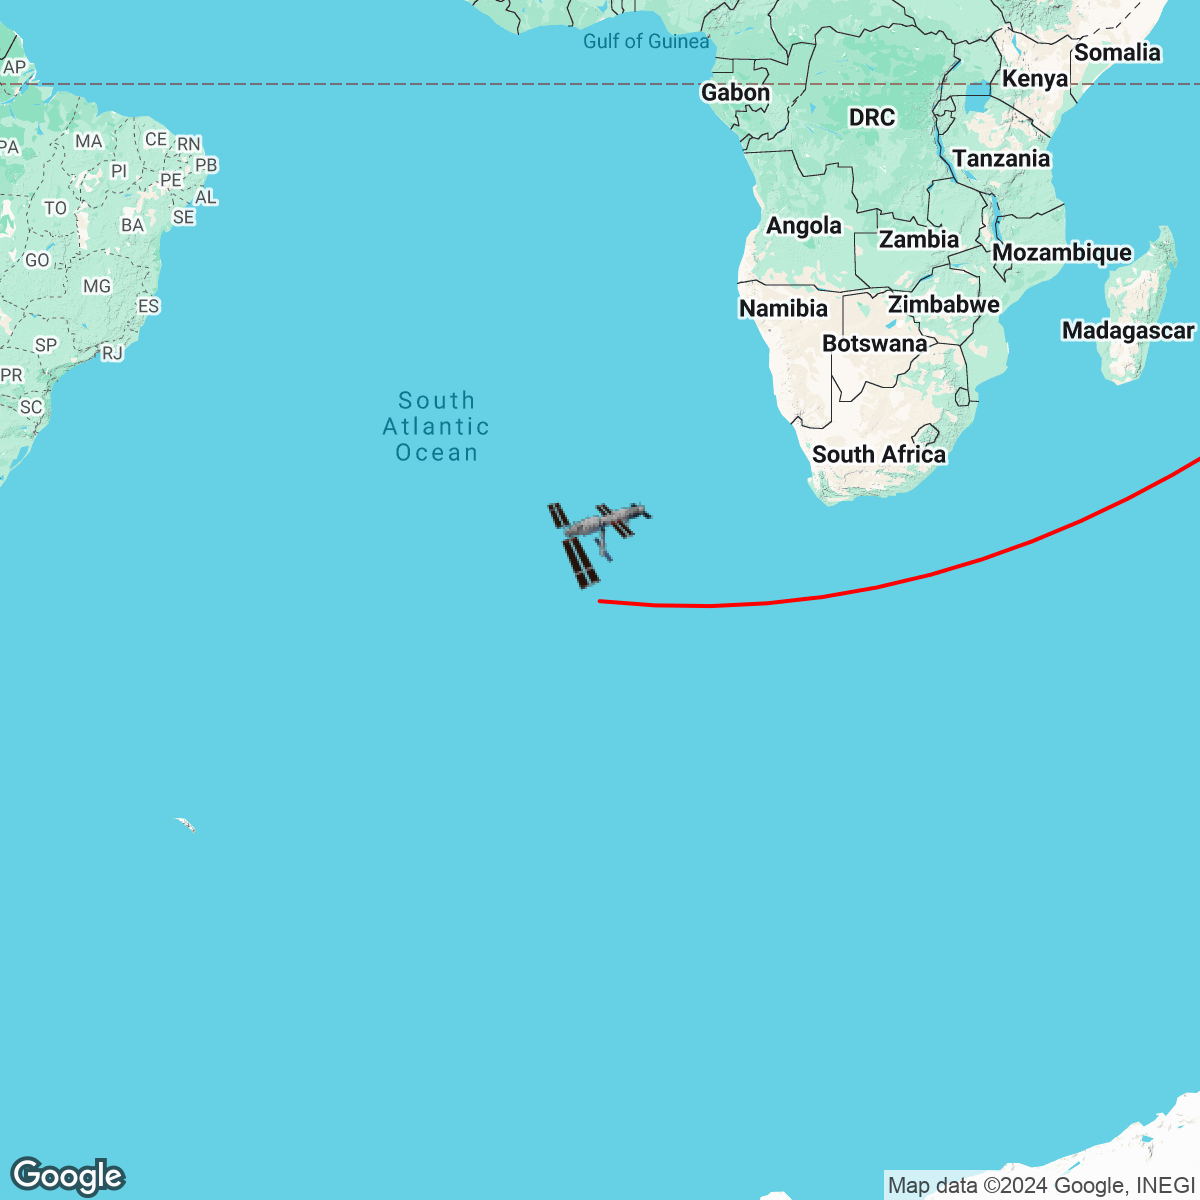 Gulf of Guinea
Somalia
AP
Kenya
Gabon
DRC
MA
CE
RN
PA
PI
PB
Tanzania
PE
AL
TO
BA
SE
Angola
Zambia
GO
Mozambique
MG
ES
Namibia
Zimbabwe
Madagascar
SP
RJ
Botswana
PR
SC
South
Atlantic
Ocean
South Africa
Google
Map data ©2024 Google, INEGI